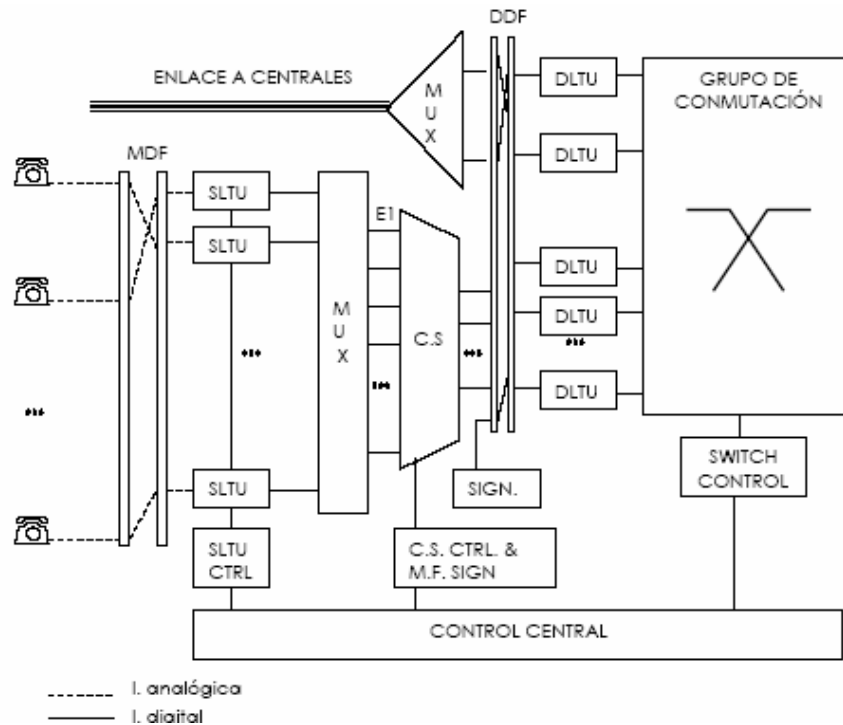 DDF
ENLACE A CENTRALES
M
U
X
DLTU
GRUPO DE
CONMUTACIÓN
DLTU
MDF
SLTU
E1
SLTU
DLTU
M
U
X
C.S
DLTU
DLTU
SLTU
SIGN.
SWITCH
CONTROL
SLTU
CTRL
C.S. CTRL. &
M.F. SIGN
CONTROL CENTRAL
l. analógica
l. digital